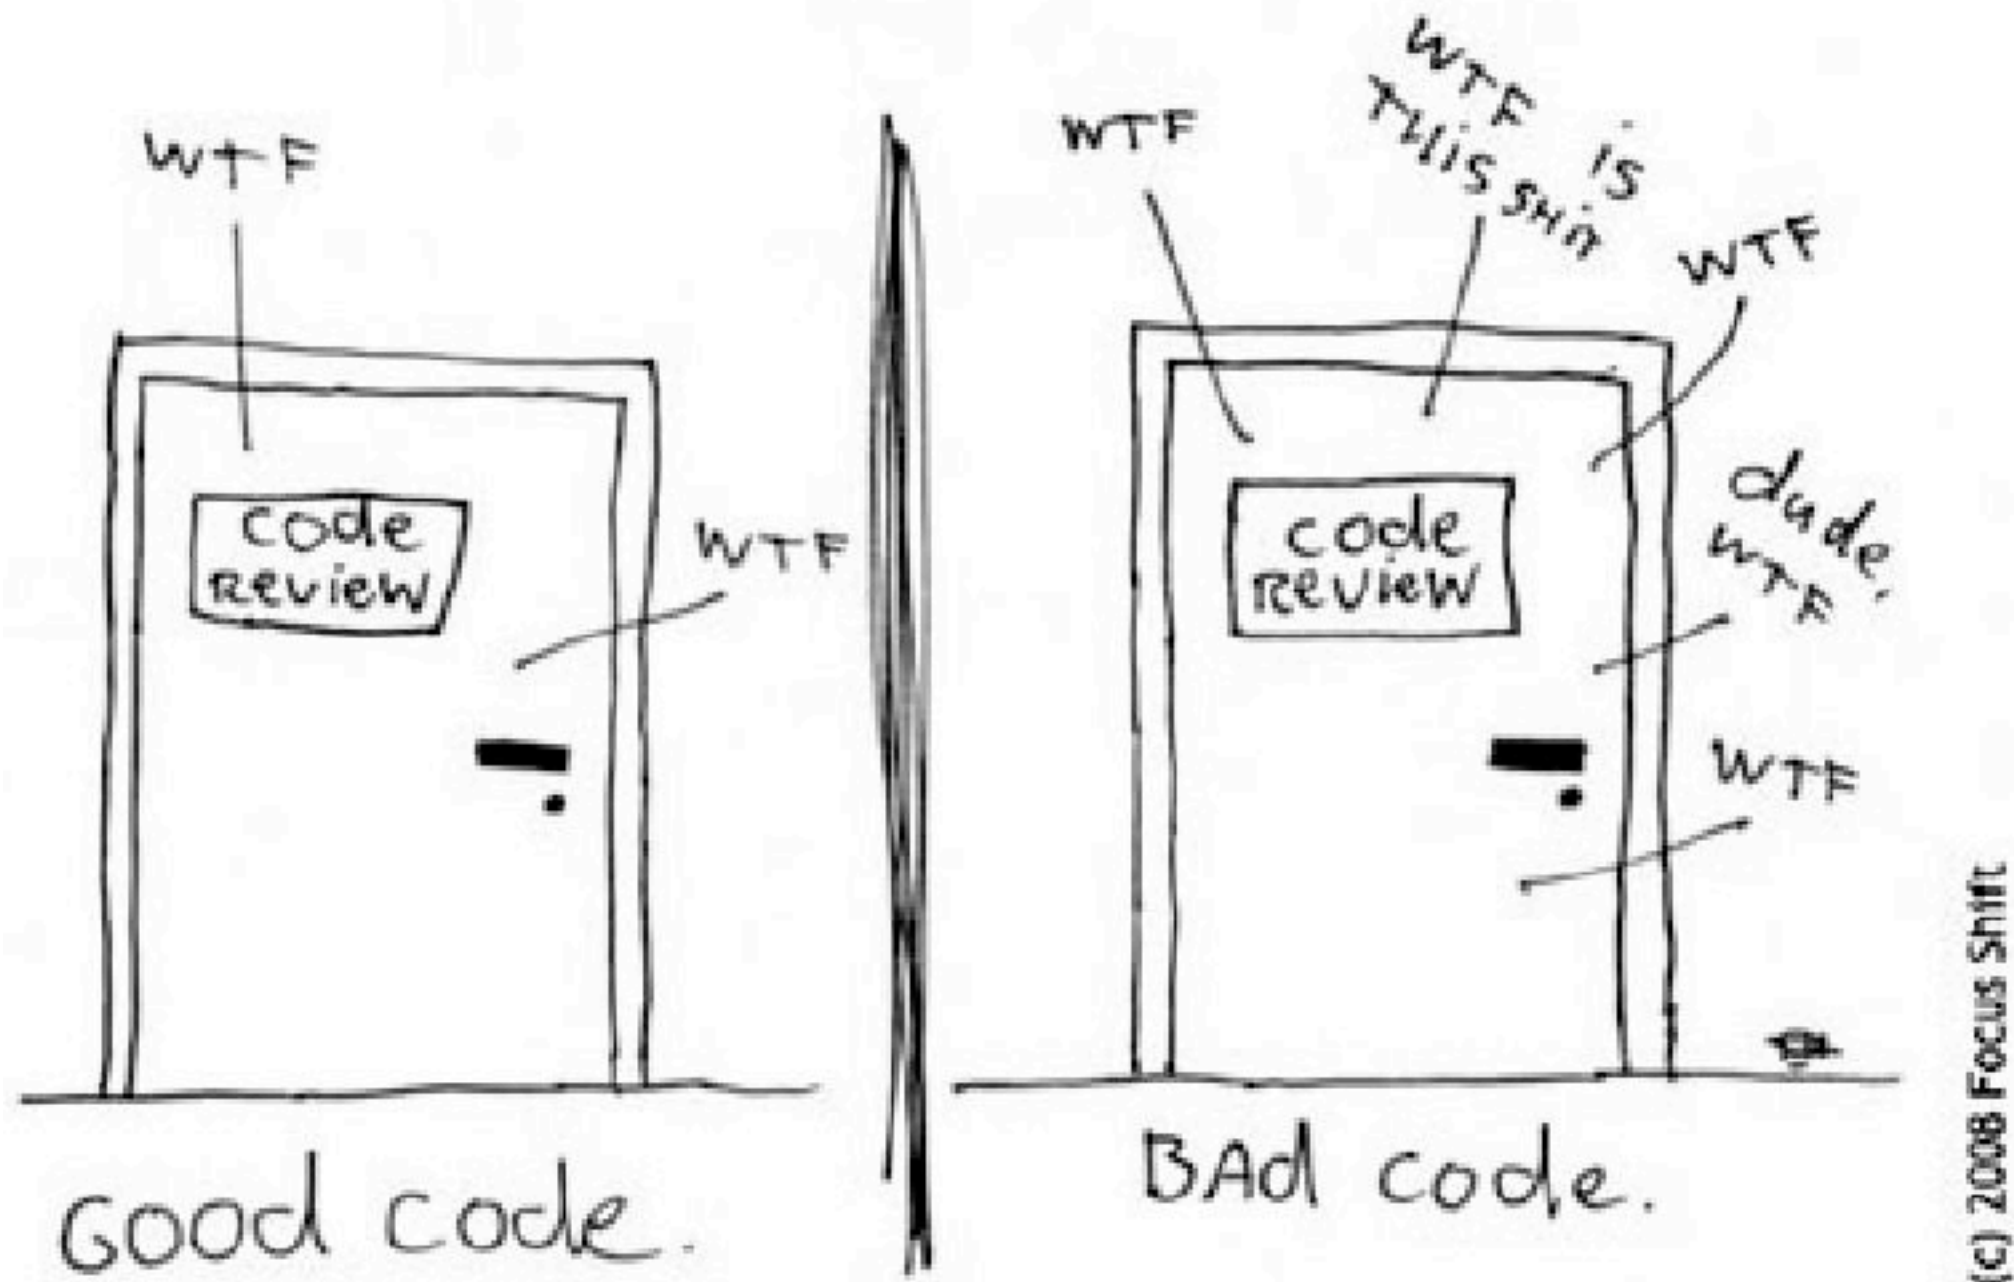 WTF
code
Review
WTF
Good code.
WTF
WTF is
THis SHit
WTF
code
Review
dude,
WTF
WTF
BAd code.
(c) 2008 Focus Shift